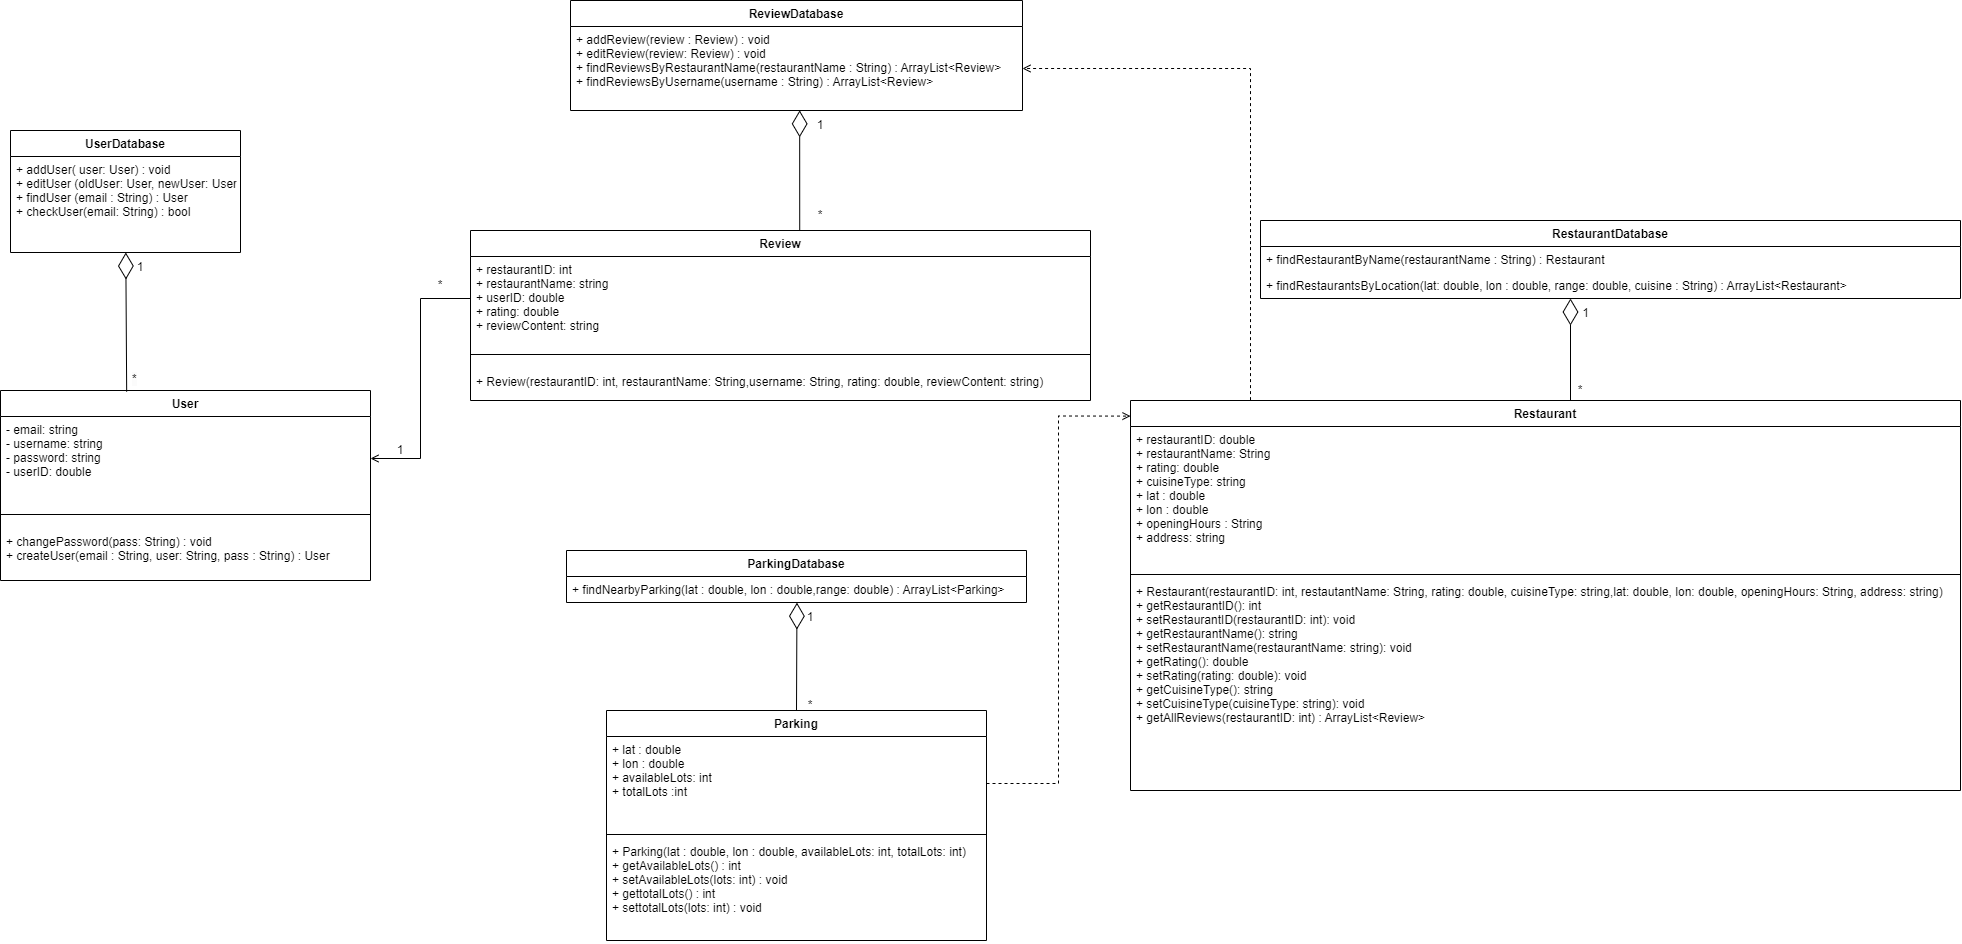 ReviewDatabase
+ addReview(review : Review) : void
+ editReview(review: Review) : void
+ findReviewsByRestaurantName(restaurantName : String) : ArrayList<Review>
+ findReviewsByUsername(username : String) : ArrayList<Review>
1
*
UserDatabase
+ addUser( user: User) : void
+ editUser (oldUser: User, newUser: User
+ findUser (email : String) : User
+ checkUser(email: String) : bool
1
*
Review
+ restaurantID: int
+ restaurantName: string
+ userID: double
+ rating: double
+ reviewContent: string
+ Review(restaurantID: int, restaurantName: String,username: String, rating: double, reviewContent: string)
*
1
RestaurantDatabase
+ findRestaurantByName(restaurantName : String) : Restaurant
+ findRestaurantsByLocation(lat: double, lon : double, range: double, cuisine : String) : ArrayList<Restaurant>
1
*
User
- email: string
- username: string
- password: string
- userID: double
+ changePassword(pass: String) : void
+ createUser(email : String, user: String, pass : String) : User
Restaurant
+ restaurantID: double
+ restaurantName: String
+ rating: double
+ cuisineType: string
+ lat : double
+ lon : double
+ openingHours : String
+ address: string
+ Restaurant(restaurantID: int, restautantName: String, rating: double, cuisineType: string,lat: double, lon: double, openingHours: String, address: string)
+ getRestaurantID(): int
+ setRestaurantID(restaurantID: int): void
+ getRestaurantName(): string
+ setRestaurantName(restaurantName: string): void
+ getRating(): double
+ setRating(rating: double): void
+ getCuisineType(): string
+ setCuisineType(cuisineType: string): void
+ getAllReviews(restaurantID: int) : ArrayList<Review>
ParkingDatabase
+ findNearbyParking(lat : double, lon : double,range: double) : ArrayList<Parking>
1
*
Parking
+ lat : double
+ lon : double
+ availableLots: int
+ totalLots :int
+ Parking(lat : double, lon : double, availableLots: int, totalLots: int)
+ getAvailableLots() : int
+ setAvailableLots(lots: int) : void
+ gettotalLots() : int
+ settotalLots(lots: int) : void